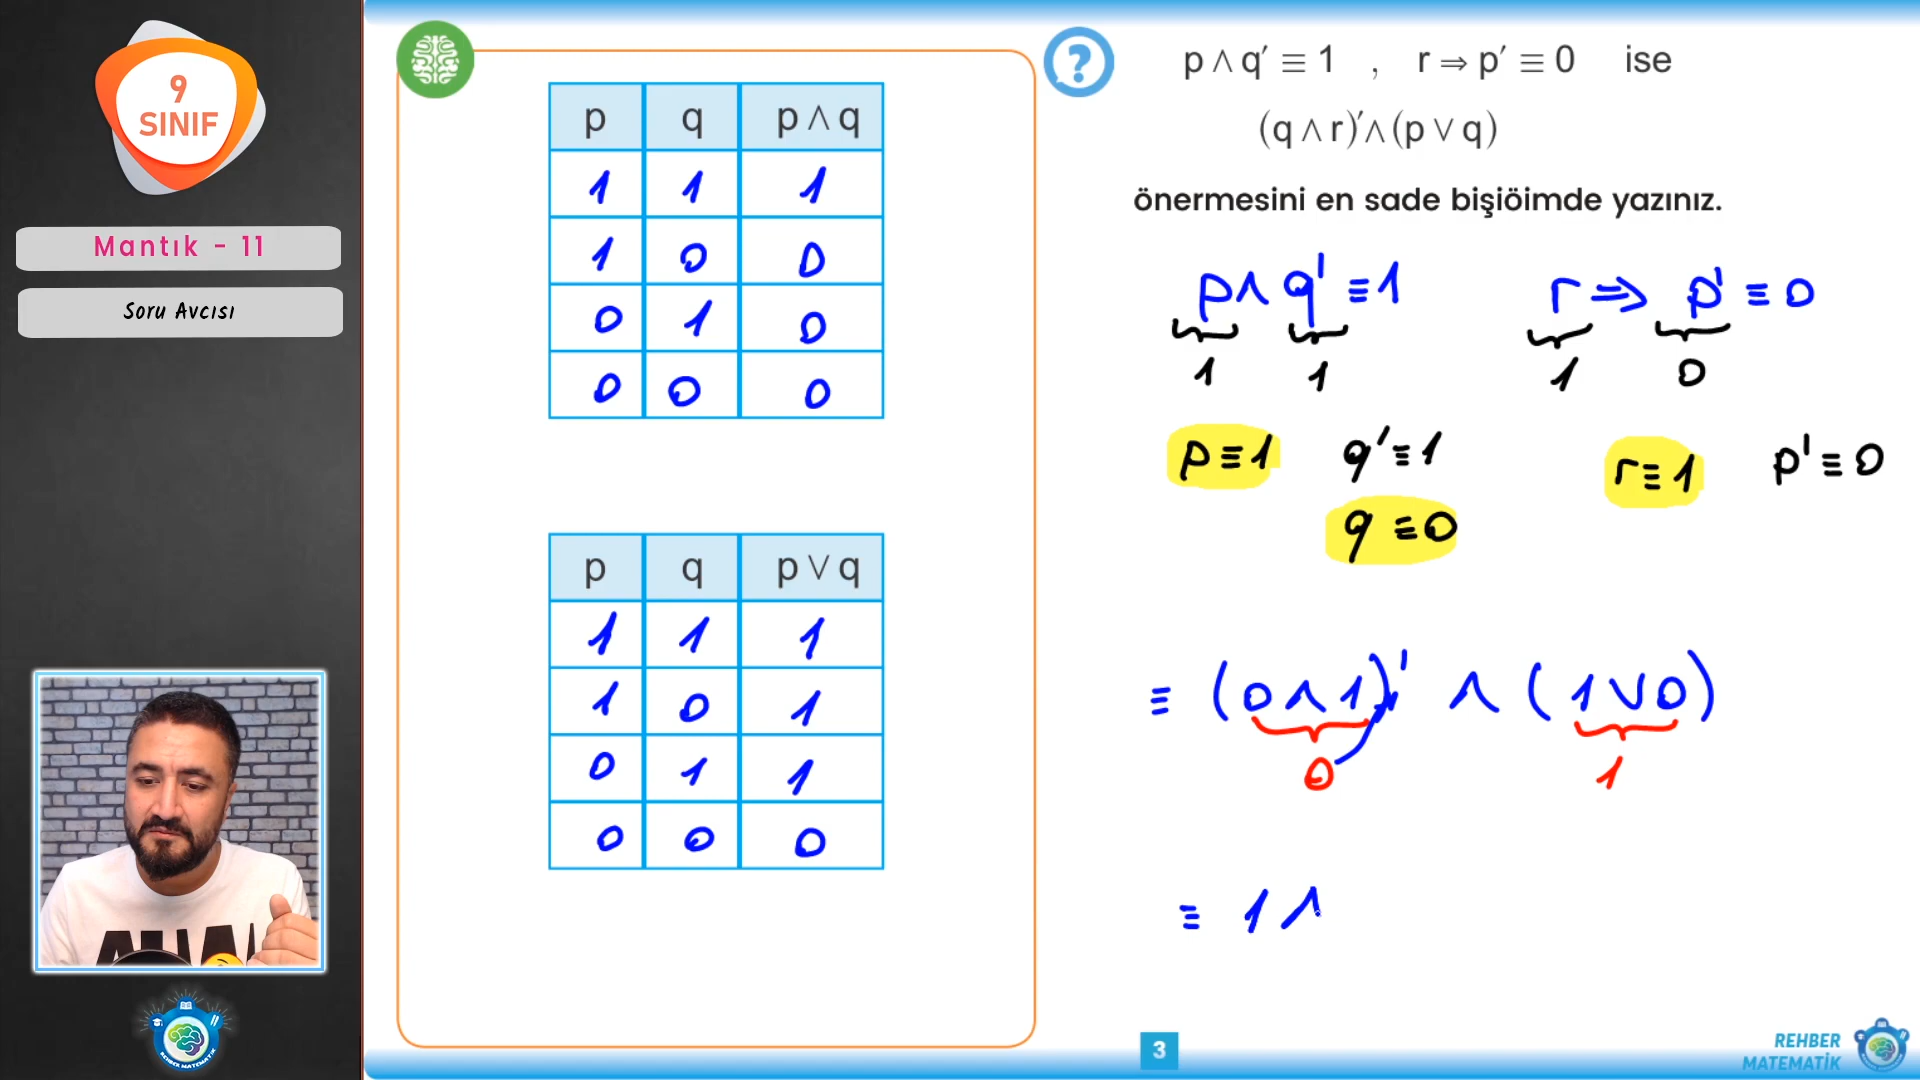 9
SINIF
Mantık - 11
Soru Avcısı
p q p ∧ q
1 1 1
1 0 0
0 1 0
0 0 0
p q p ∨ q
1 1 1
1 0 1
0 1 1
0 0 0
p ∧ q′ ≡ 1 , r ⇒ p′ ≡ 0 ise
(q ∧ r)′∧ (p ∨ q)
önermesini en sade bişiöimde yazınız.
p ∧ q' ≡ 1 r ⇒ p' ≡ 0
1 1 1 0
p ≡ 1 q' ≡ 1 r ≡ 1 p' ≡ 0
q ≡ 0
≡ (0 ∧ 1)' ∧ (1 ∨ 0)
0 1
≡ 1 ∧
3
REHBER
MATEMATİK
REHBER MATEMATİK